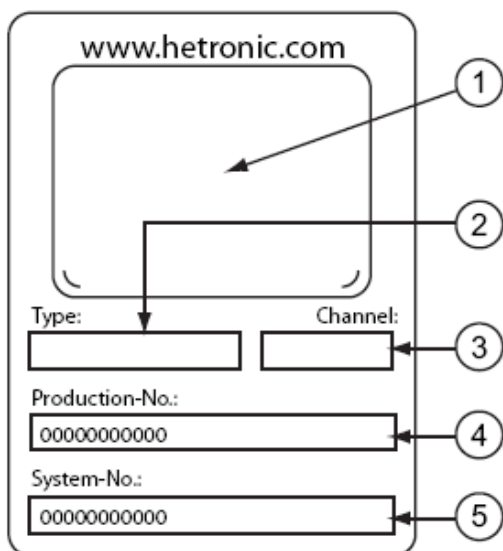 www.hetronic.com
1
2
Type: Channel:
3
Production-No.:
00000000000
4
System-No.:
00000000000
5